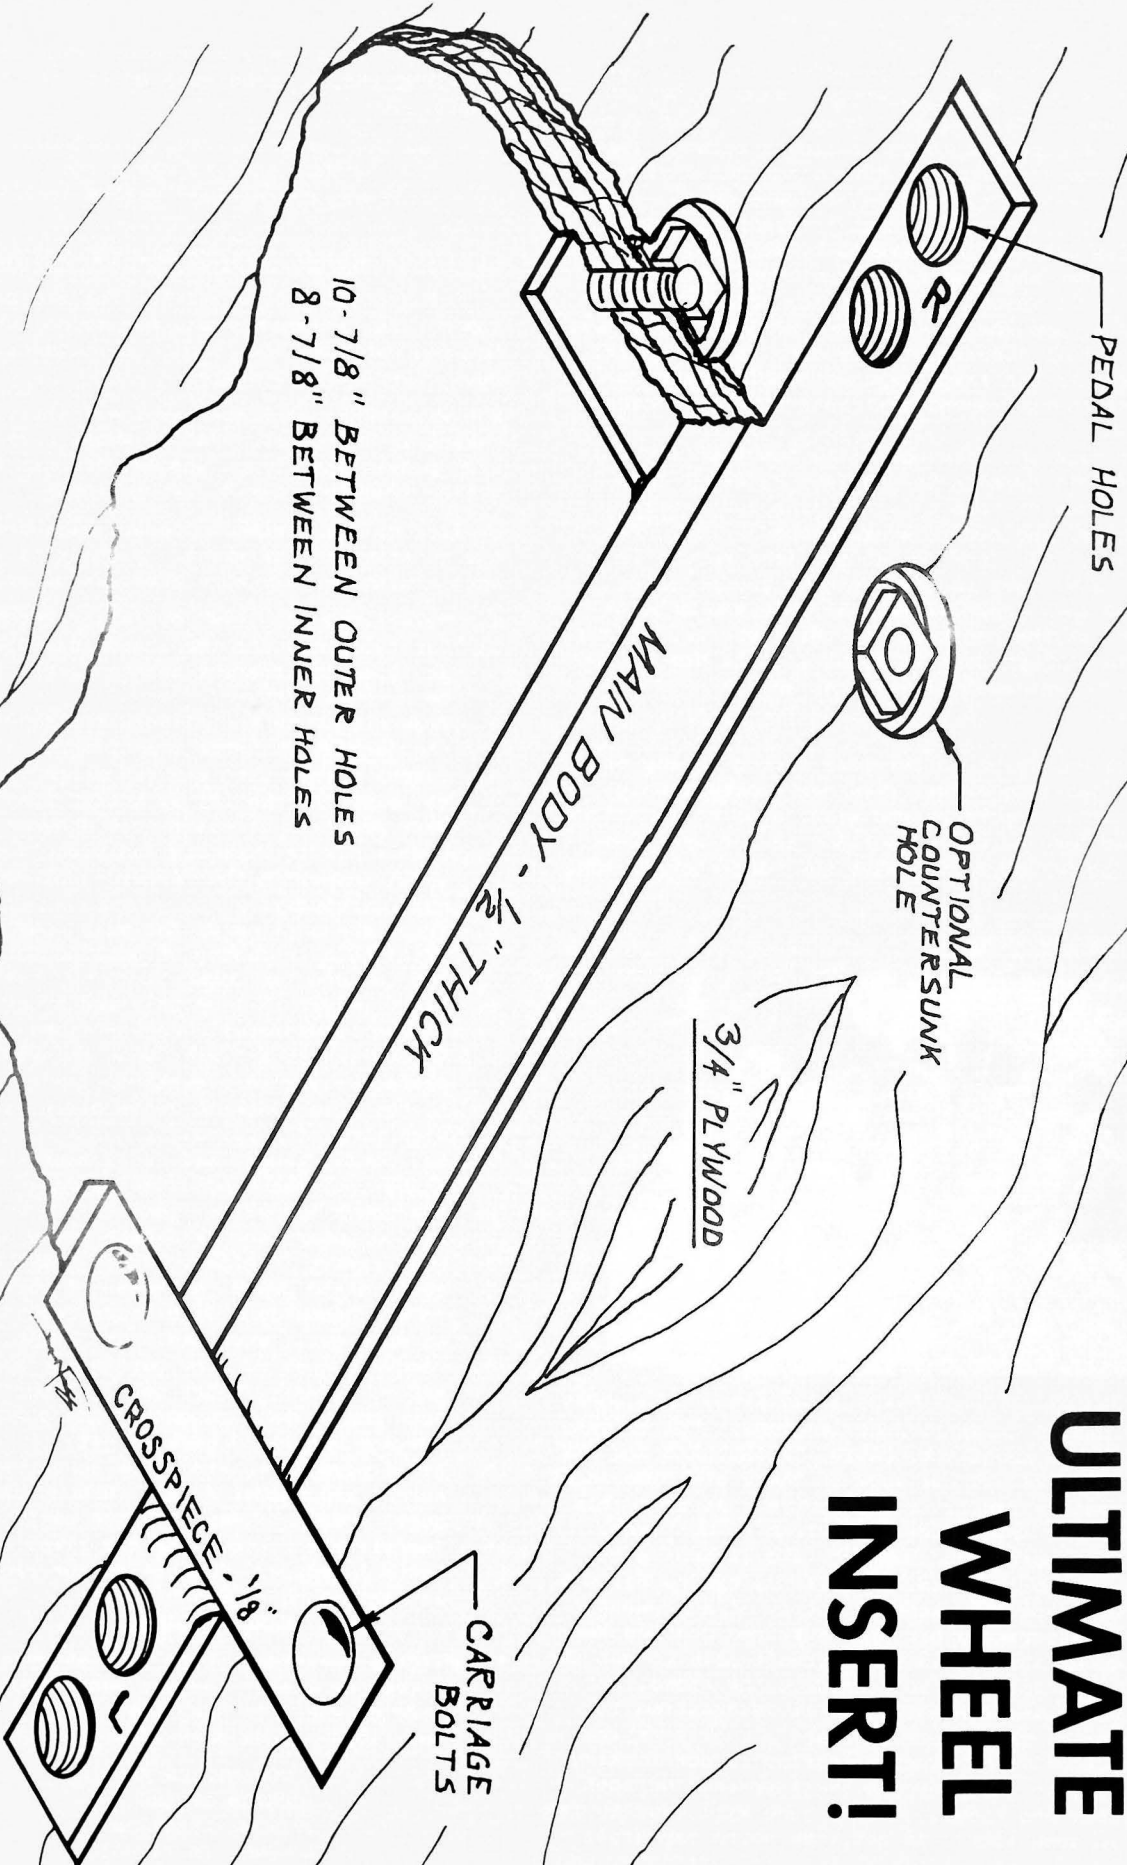 ULTIMATE
WHEEL
INSERT!
PEDAL HOLES
R
OPTIONAL
COUNTERSUNK
HOLE
3/4" PLYWOOD
MAIN BODY - 1/2" THICK
10-7/8" BETWEEN OUTER HOLES
8-7/8" BETWEEN INNER HOLES
CARRIAGE
BOLTS
CROSSPIECE - 1/8"
L